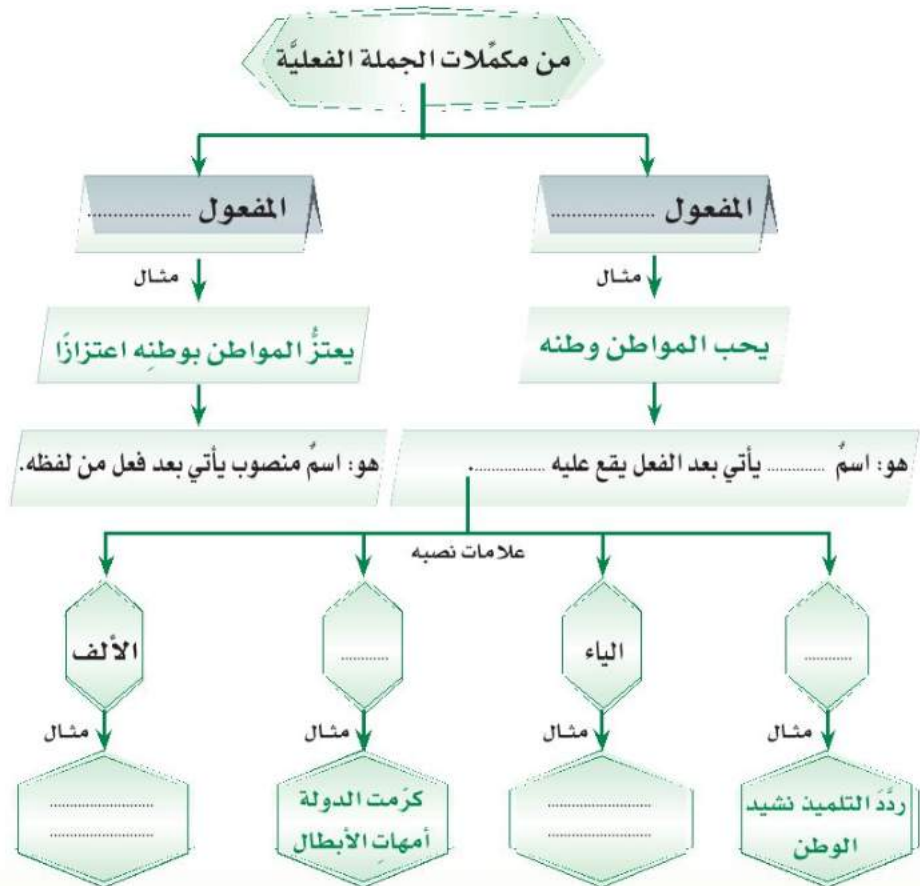 من مكمِّلات الجملة الفعليَّة
المفعول ....................
المفعول ....................
مثال
مثال
يحب المواطن وطنه
يعتزُّ المواطن بوطنِه اعتزازًا
هو: اسمٌ .......... يأتي بعد الفعل يقع عليه ..........
هو: اسمٌ منصوب يأتي بعد فعل من لفظه.
علامات نصبه
..........
الياء
..........
الألف
مثال
مثال
مثال
مثال
ردَّدَ التلميذ نشيد
الوطن
....................
....................
كرَمت الدولة
أمهاتِ الأبطال
....................
....................